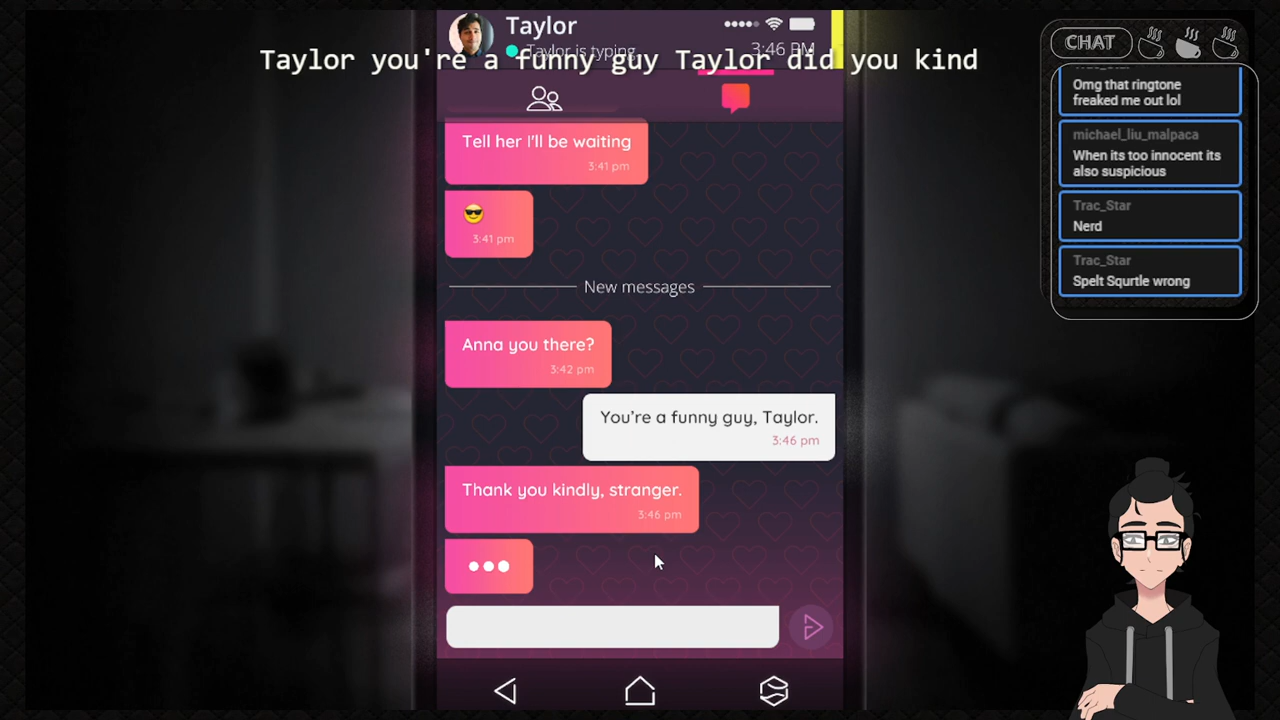 Taylor
Taylor is typing
3:46 PM
Taylor you're a funny guy Taylor did you kind
Tell her I'll be waiting
3:41 pm
3:41 pm
New messages
Anna you there?
3:42 pm
You're a funny guy, Taylor.
3:46 pm
Thank you kindly, stranger.
3:46 pm
CHAT
Trac_Star
Omg that ringtone
freaked me out lol
michael_liu_malpaca
When its too innocent its
also suspicious
Trac_Star
Nerd
Trac_Star
Spelt Squrtle wrong